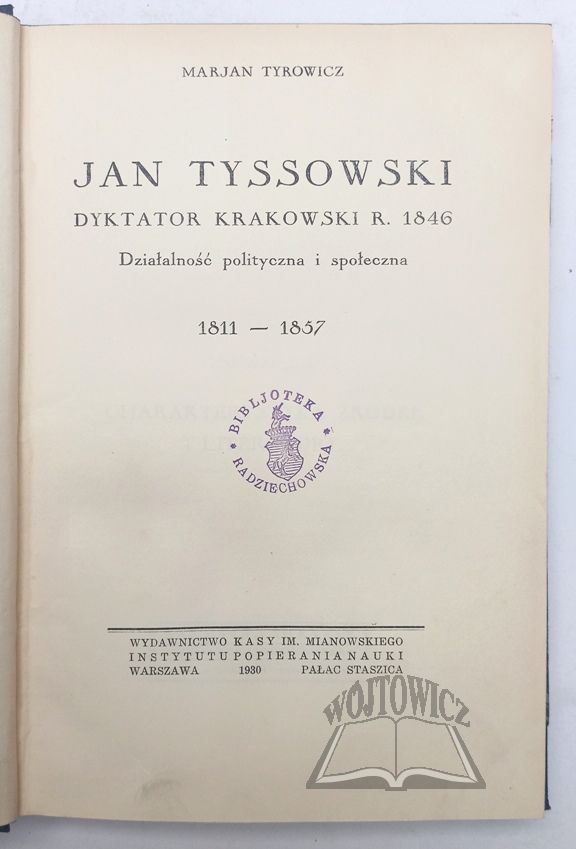 MARJAN TYROWICZ
JAN TYSSOWSKI
DYKTATOR KRAKOWSKI R. 1846
Działalność polityczna i społeczna
1811 — 1857
BIBLJOTEKA
RADZIECHOWSKA
WYDAWNICTWO KASY IM. MIANOWSKIEGO
INSTYTUTU POPIERANIA NAUKI
WARSZAWA 1930 PAŁAC STASZICA
WÓJTOWICZ